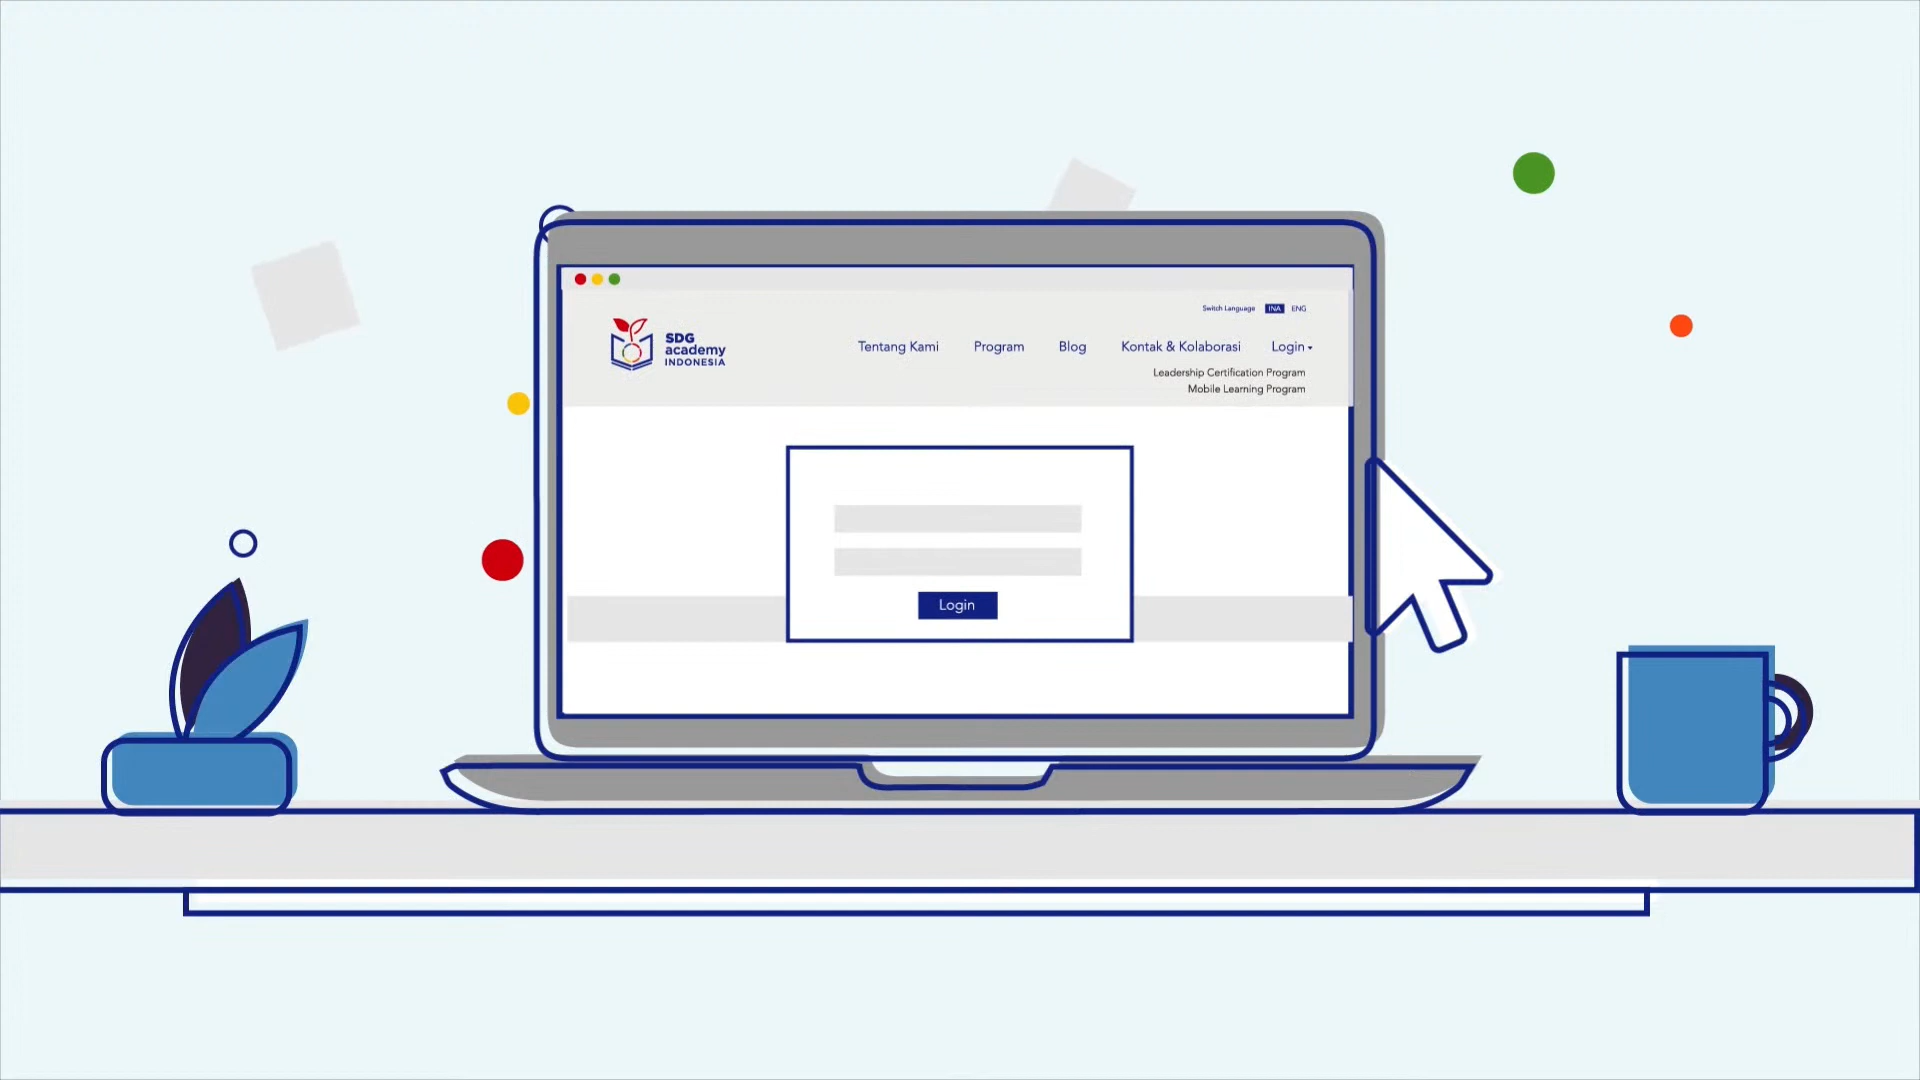 Switch Language INA ENG
SDG
academy
INDONESIA
Tentang Kami Program Blog Kontak & Kolaborasi Login
Leadership Certification Program
Mobile Learning Program
Login